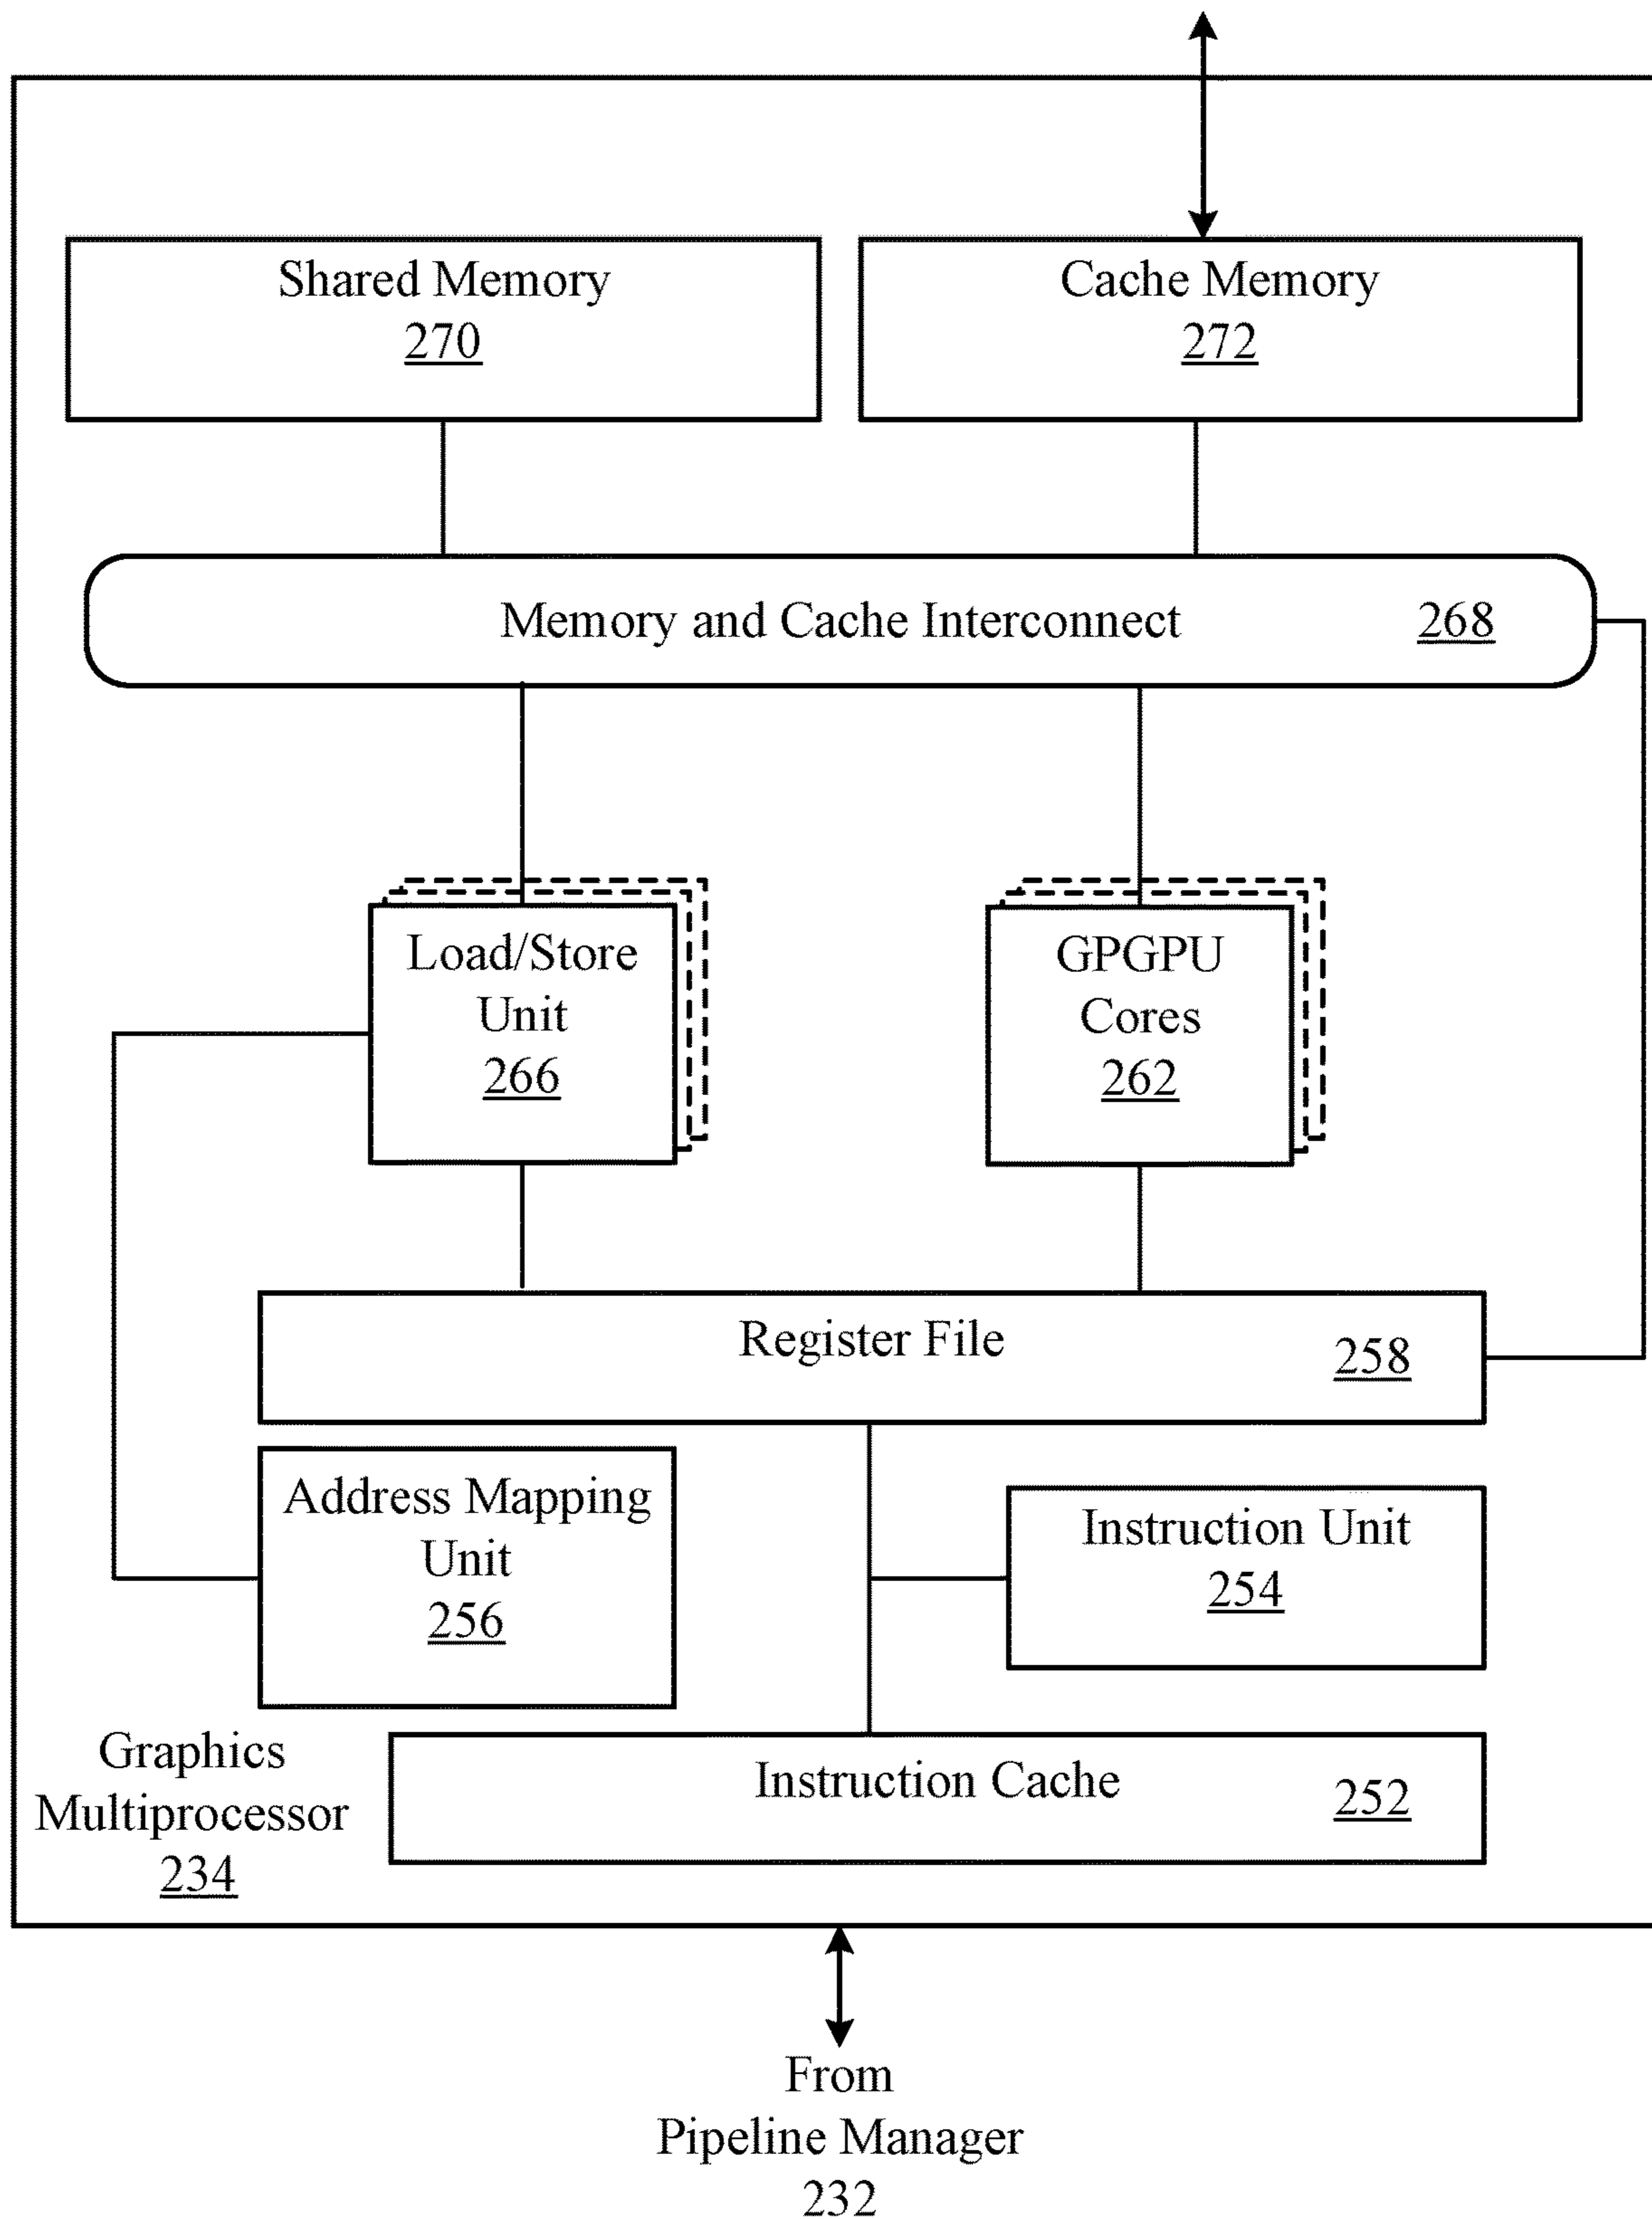 Shared Memory
270
Cache Memory
272
Memory and Cache Interconnect 268
Load/Store
Unit
266
GPGPU
Cores
262
Register File 258
Address Mapping
Unit
256
Instruction Unit
254
Graphics
Multiprocessor
234
Instruction Cache 252
From
Pipeline Manager
232